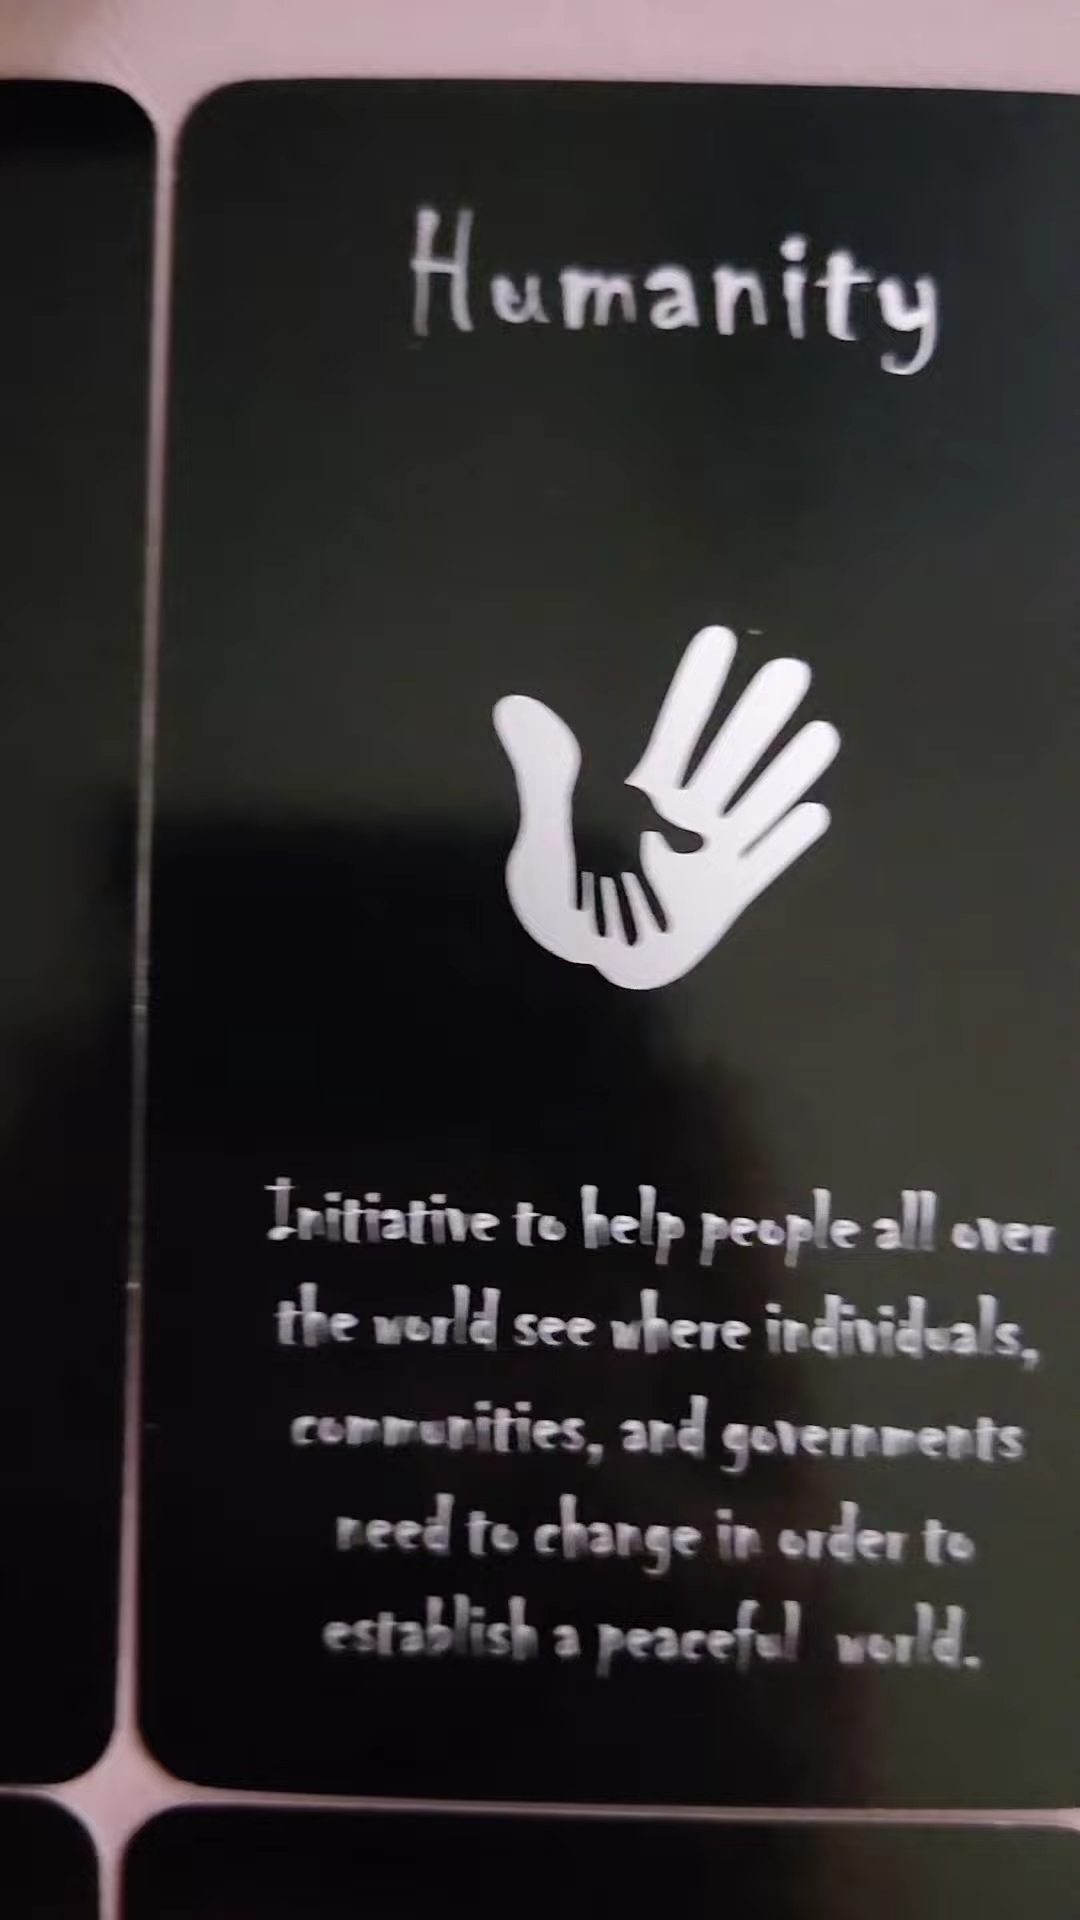 Humanity
Initiative to help people all over
the world see where individuals,
communities, and governments
need to change in order to
establish a peaceful world.